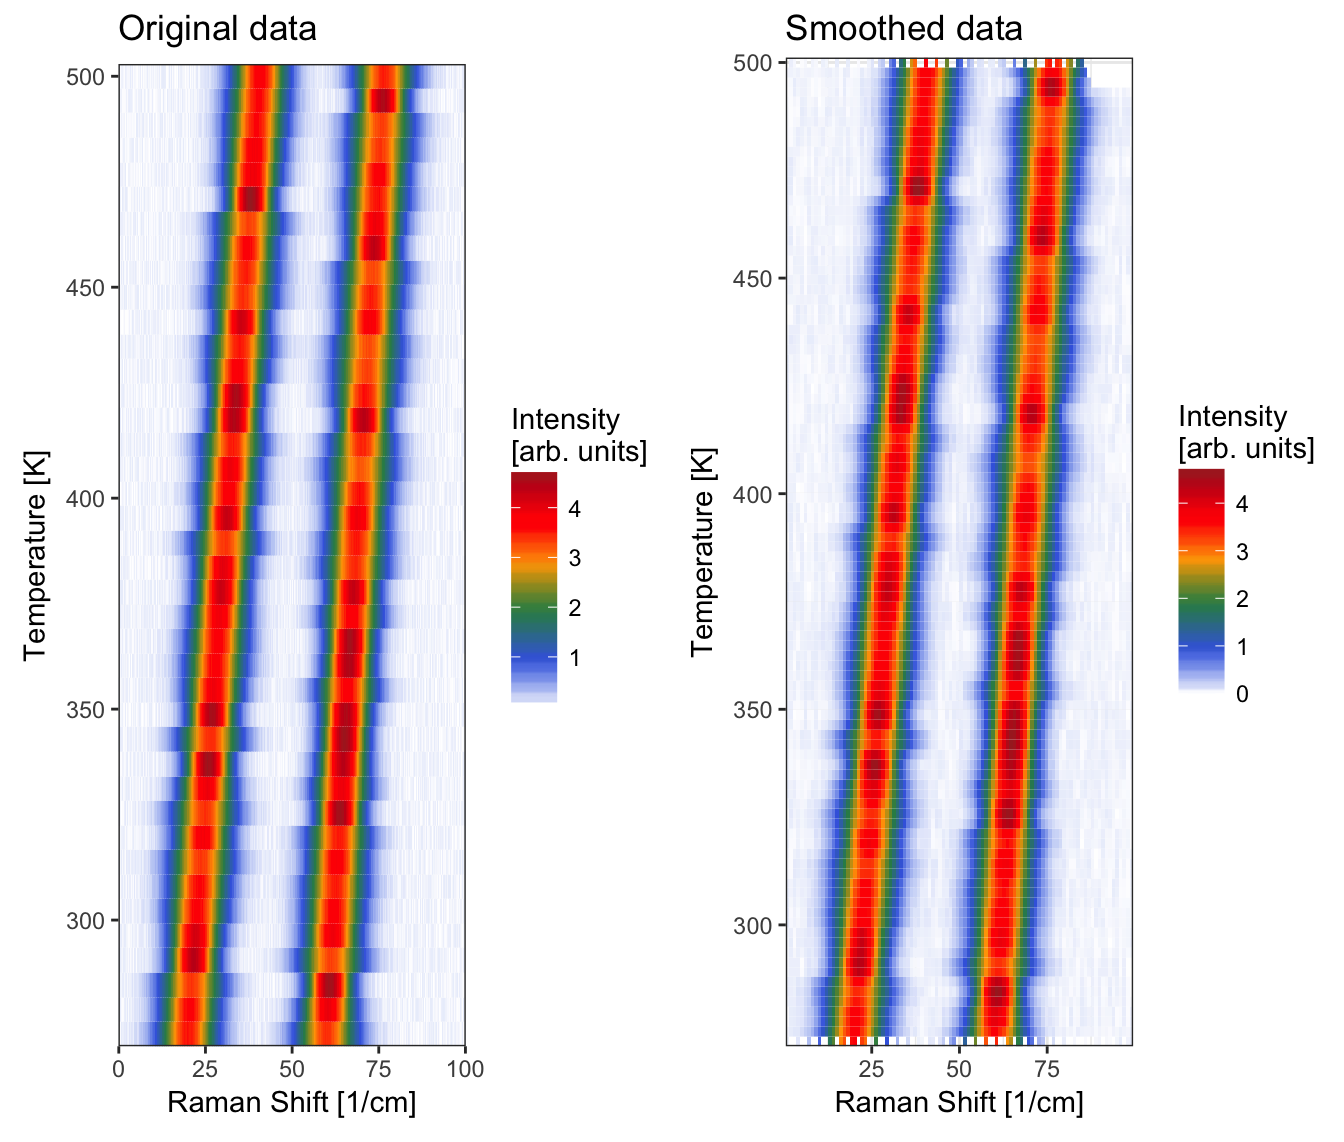 Original data
500
450
400
350
300
Temperature [K]
0 25 50 75 100
Raman Shift [1/cm]
Intensity
[arb. units]
4
3
2
1
Smoothed data
500
450
400
350
300
Temperature [K]
25 50 75
Raman Shift [1/cm]
Intensity
[arb. units]
4
3
2
1
0